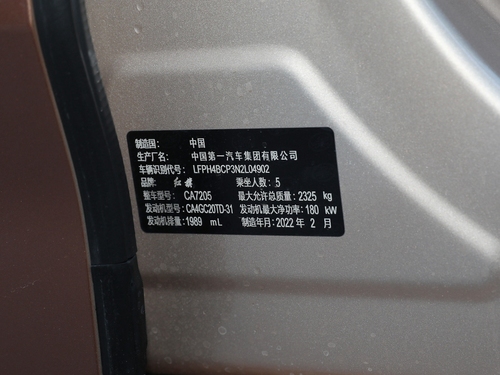 制造国： 中国
生产厂名： 中国第一汽车集团有限公司
车辆识别代号： LFPH4BCP3N2L04902
品牌： 红旗 乘坐人数：5
整车型号： CA7205 最大允许总质量：2325 kg
发动机型号：CA4GC20TD-31 发动机最大净功率：180 kW
发动机排量：1989 mL 制造年月：2022 年 2 月